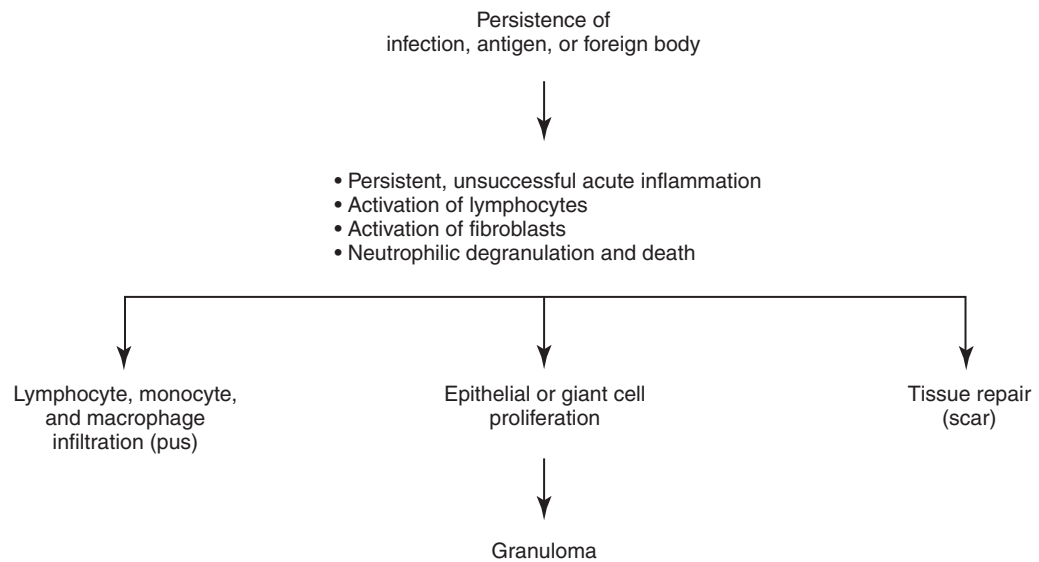 Persistence of
infection, antigen, or foreign body
• Persistent, unsuccessful acute inflammation
• Activation of lymphocytes
• Activation of fibroblasts
• Neutrophilic degranulation and death
Lymphocyte, monocyte,
and macrophage
infiltration (pus)
Epithelial or giant cell
proliferation
Tissue repair
(scar)
Granuloma